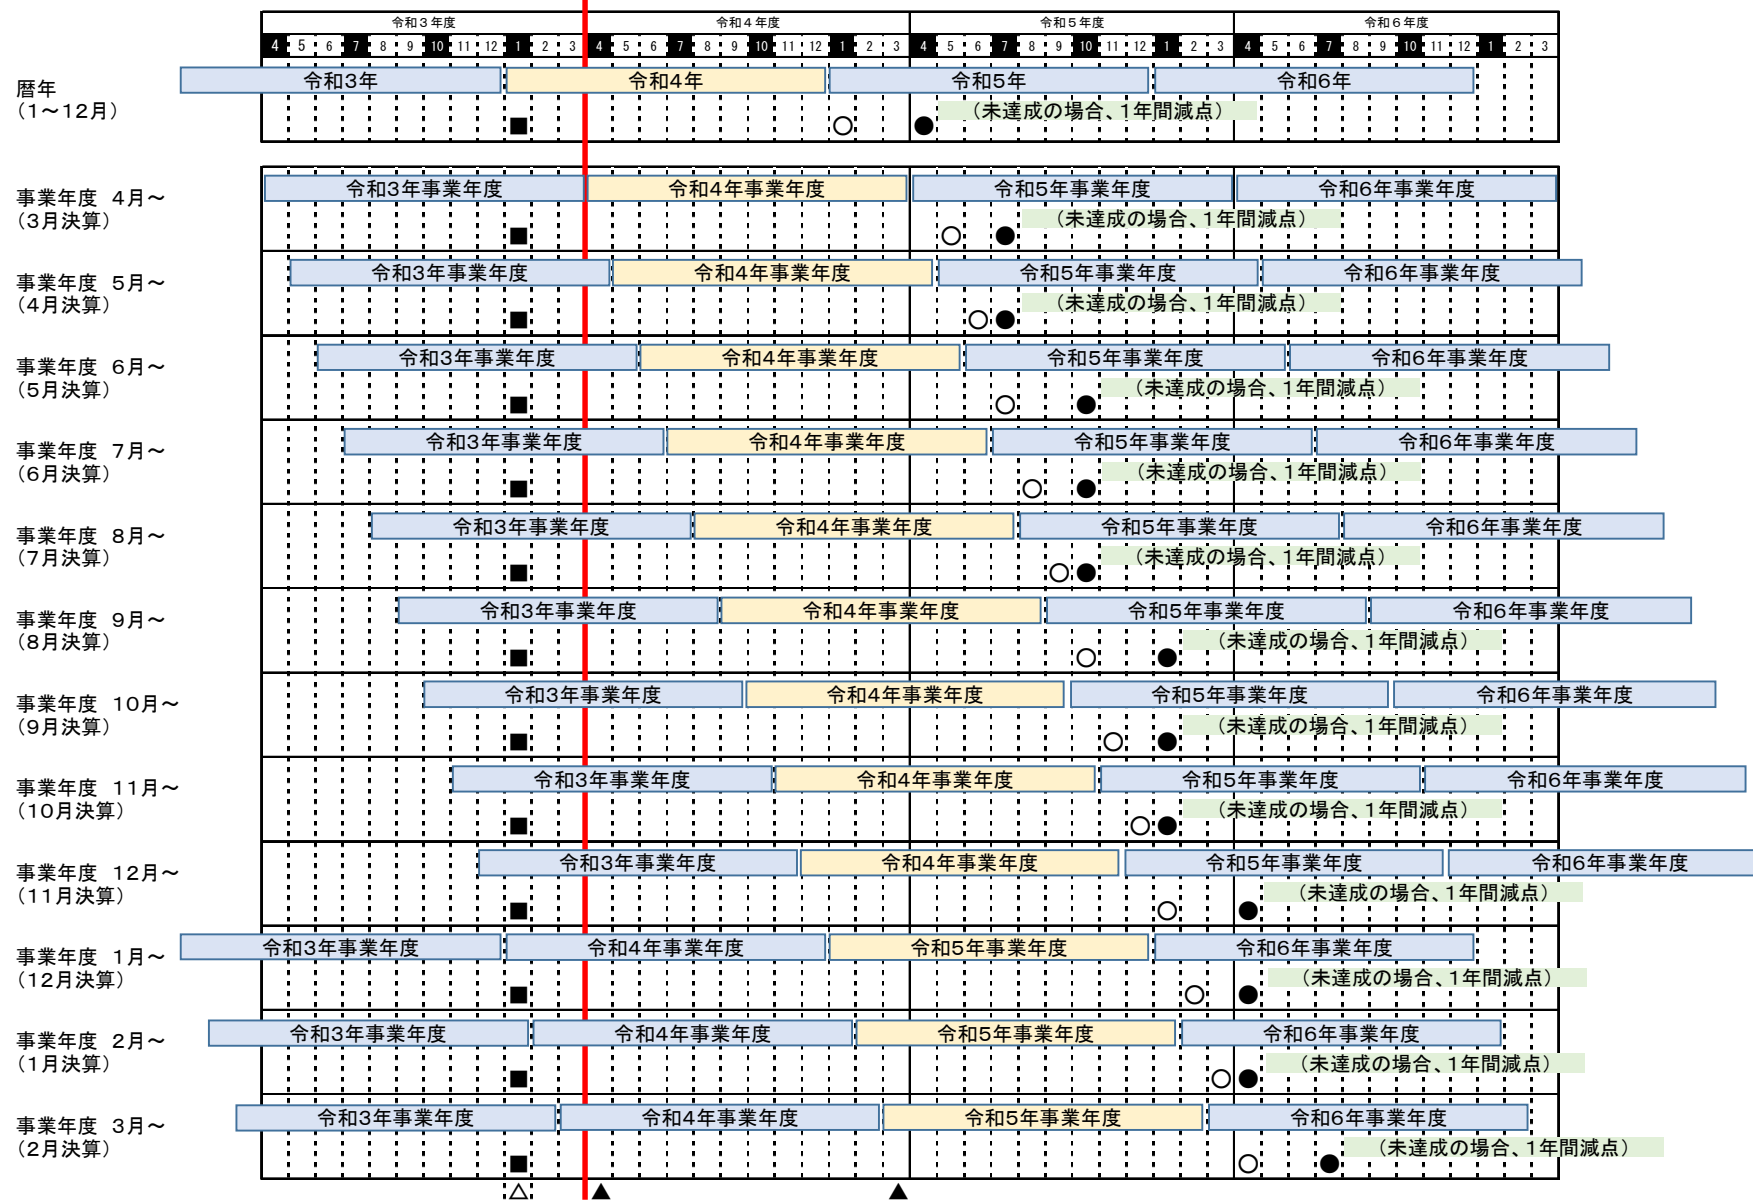 令和３年度 令和４年度 令和５年度 令和６年度
4 5 6 7 8 9 10 11 12 1 2 3 4 5 6 7 8 9 10 11 12 1 2 3 4 5 6 7 8 9 10 11 12 1 2 3 4 5 6 7 8 9 10 11 12 1 2 3
暦年
（１～１２月）
令和３年 令和４年 令和５年 令和６年
（未達成の場合、１年間減点）
■ ○ ●
事業年度 ４月～
（３月決算）
令和３年事業年度 令和４年事業年度 令和５年事業年度 令和６年事業年度
（未達成の場合、１年間減点）
■ ○ ●
事業年度 ５月～
（４月決算）
令和３年事業年度 令和４年事業年度 令和５年事業年度 令和６年事業年度
（未達成の場合、１年間減点）
■ ○ ●
事業年度 ６月～
（５月決算）
令和３年事業年度 令和４年事業年度 令和５年事業年度 令和６年事業年度
（未達成の場合、１年間減点）
■ ○ ●
事業年度 ７月～
（６月決算）
令和３年事業年度 令和４年事業年度 令和５年事業年度 令和６年事業年度
（未達成の場合、１年間減点）
■ ○ ●
事業年度 ８月～
（７月決算）
令和３年事業年度 令和４年事業年度 令和５年事業年度 令和６年事業年度
（未達成の場合、１年間減点）
■ ○ ●
事業年度 ９月～
（８月決算）
令和３年事業年度 令和４年事業年度 令和５年事業年度 令和６年事業年度
（未達成の場合、１年間減点）
■ ○ ●
事業年度 １０月～
（９月決算）
令和３年事業年度 令和４年事業年度 令和５年事業年度 令和６年事業年度
（未達成の場合、１年間減点）
■ ○ ●
事業年度 １１月～
（１０月決算）
令和３年事業年度 令和４年事業年度 令和５年事業年度 令和６年事業年度
（未達成の場合、１年間減点）
■ ○ ●
事業年度 １２月～
（１１月決算）
令和３年事業年度 令和４年事業年度 令和５年事業年度 令和６年事業年度
（未達成の場合、１年間減点）
■ ○ ●
事業年度 １月～
（１２月決算）
令和３年事業年度 令和４年事業年度 令和５年事業年度 令和６年事業年度
（未達成の場合、１年間減点）
■ ○ ●
事業年度 ２月～
（１月決算）
令和３年事業年度 令和４年事業年度 令和５年事業年度 令和６年事業年度
（未達成の場合、１年間減点）
■ ○ ●
事業年度 ３月～
（２月決算）
令和３年事業年度 令和４年事業年度 令和５年事業年度 令和６年事業年度
（未達成の場合、１年間減点）
■ ○ ●
△ ▲ ▲